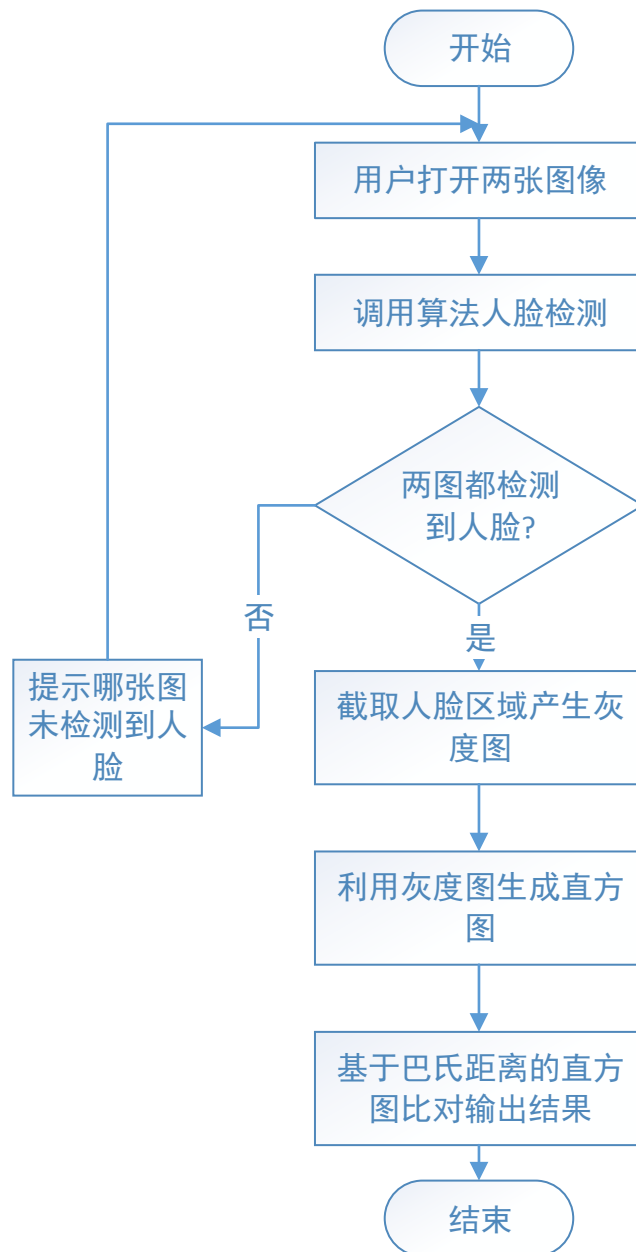 开始
用户打开两张图像
调用算法人脸检测
两图都检测
到人脸?
否
是
提示哪张图
未检测到人
脸
截取人脸区域产生灰
度图
利用灰度图生成直方
图
基于巴氏距离的直方
图比对输出结果
结束